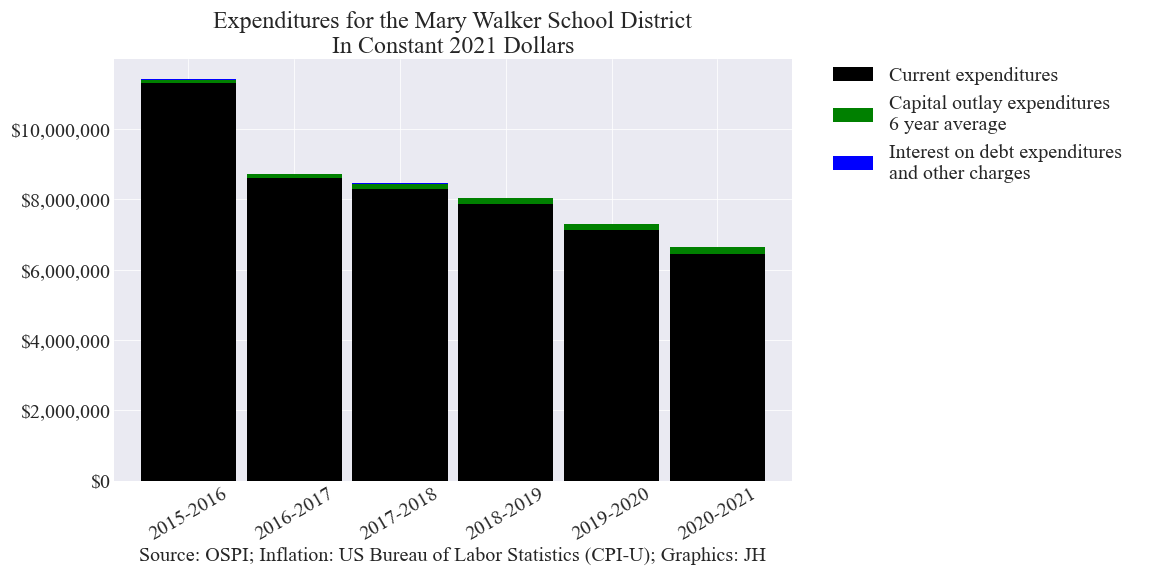 Expenditures for the Mary Walker School District
In Constant 2021 Dollars
Current expenditures
Capital outlay expenditures
6 year average
Interest on debt expenditures
and other charges
$10,000,000
$8,000,000
$6,000,000
$4,000,000
$2,000,000
$0
2015-2016
2016-2017
2017-2018
2018-2019
2019-2020
2020-2021
Source: OSPI; Inflation: US Bureau of Labor Statistics (CPI-U); Graphics: JH